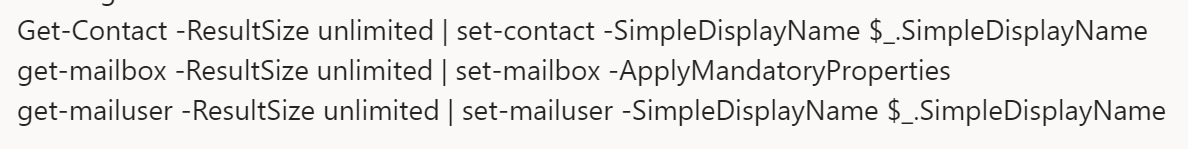 Get-Contact -ResultSize unlimited | set-contact -SimpleDisplayName $_.SimpleDisplayName
get-mailbox -ResultSize unlimited | set-mailbox -ApplyMandatoryProperties
get-mailuser -ResultSize unlimited | set-mailuser -SimpleDisplayName $_.SimpleDisplayName